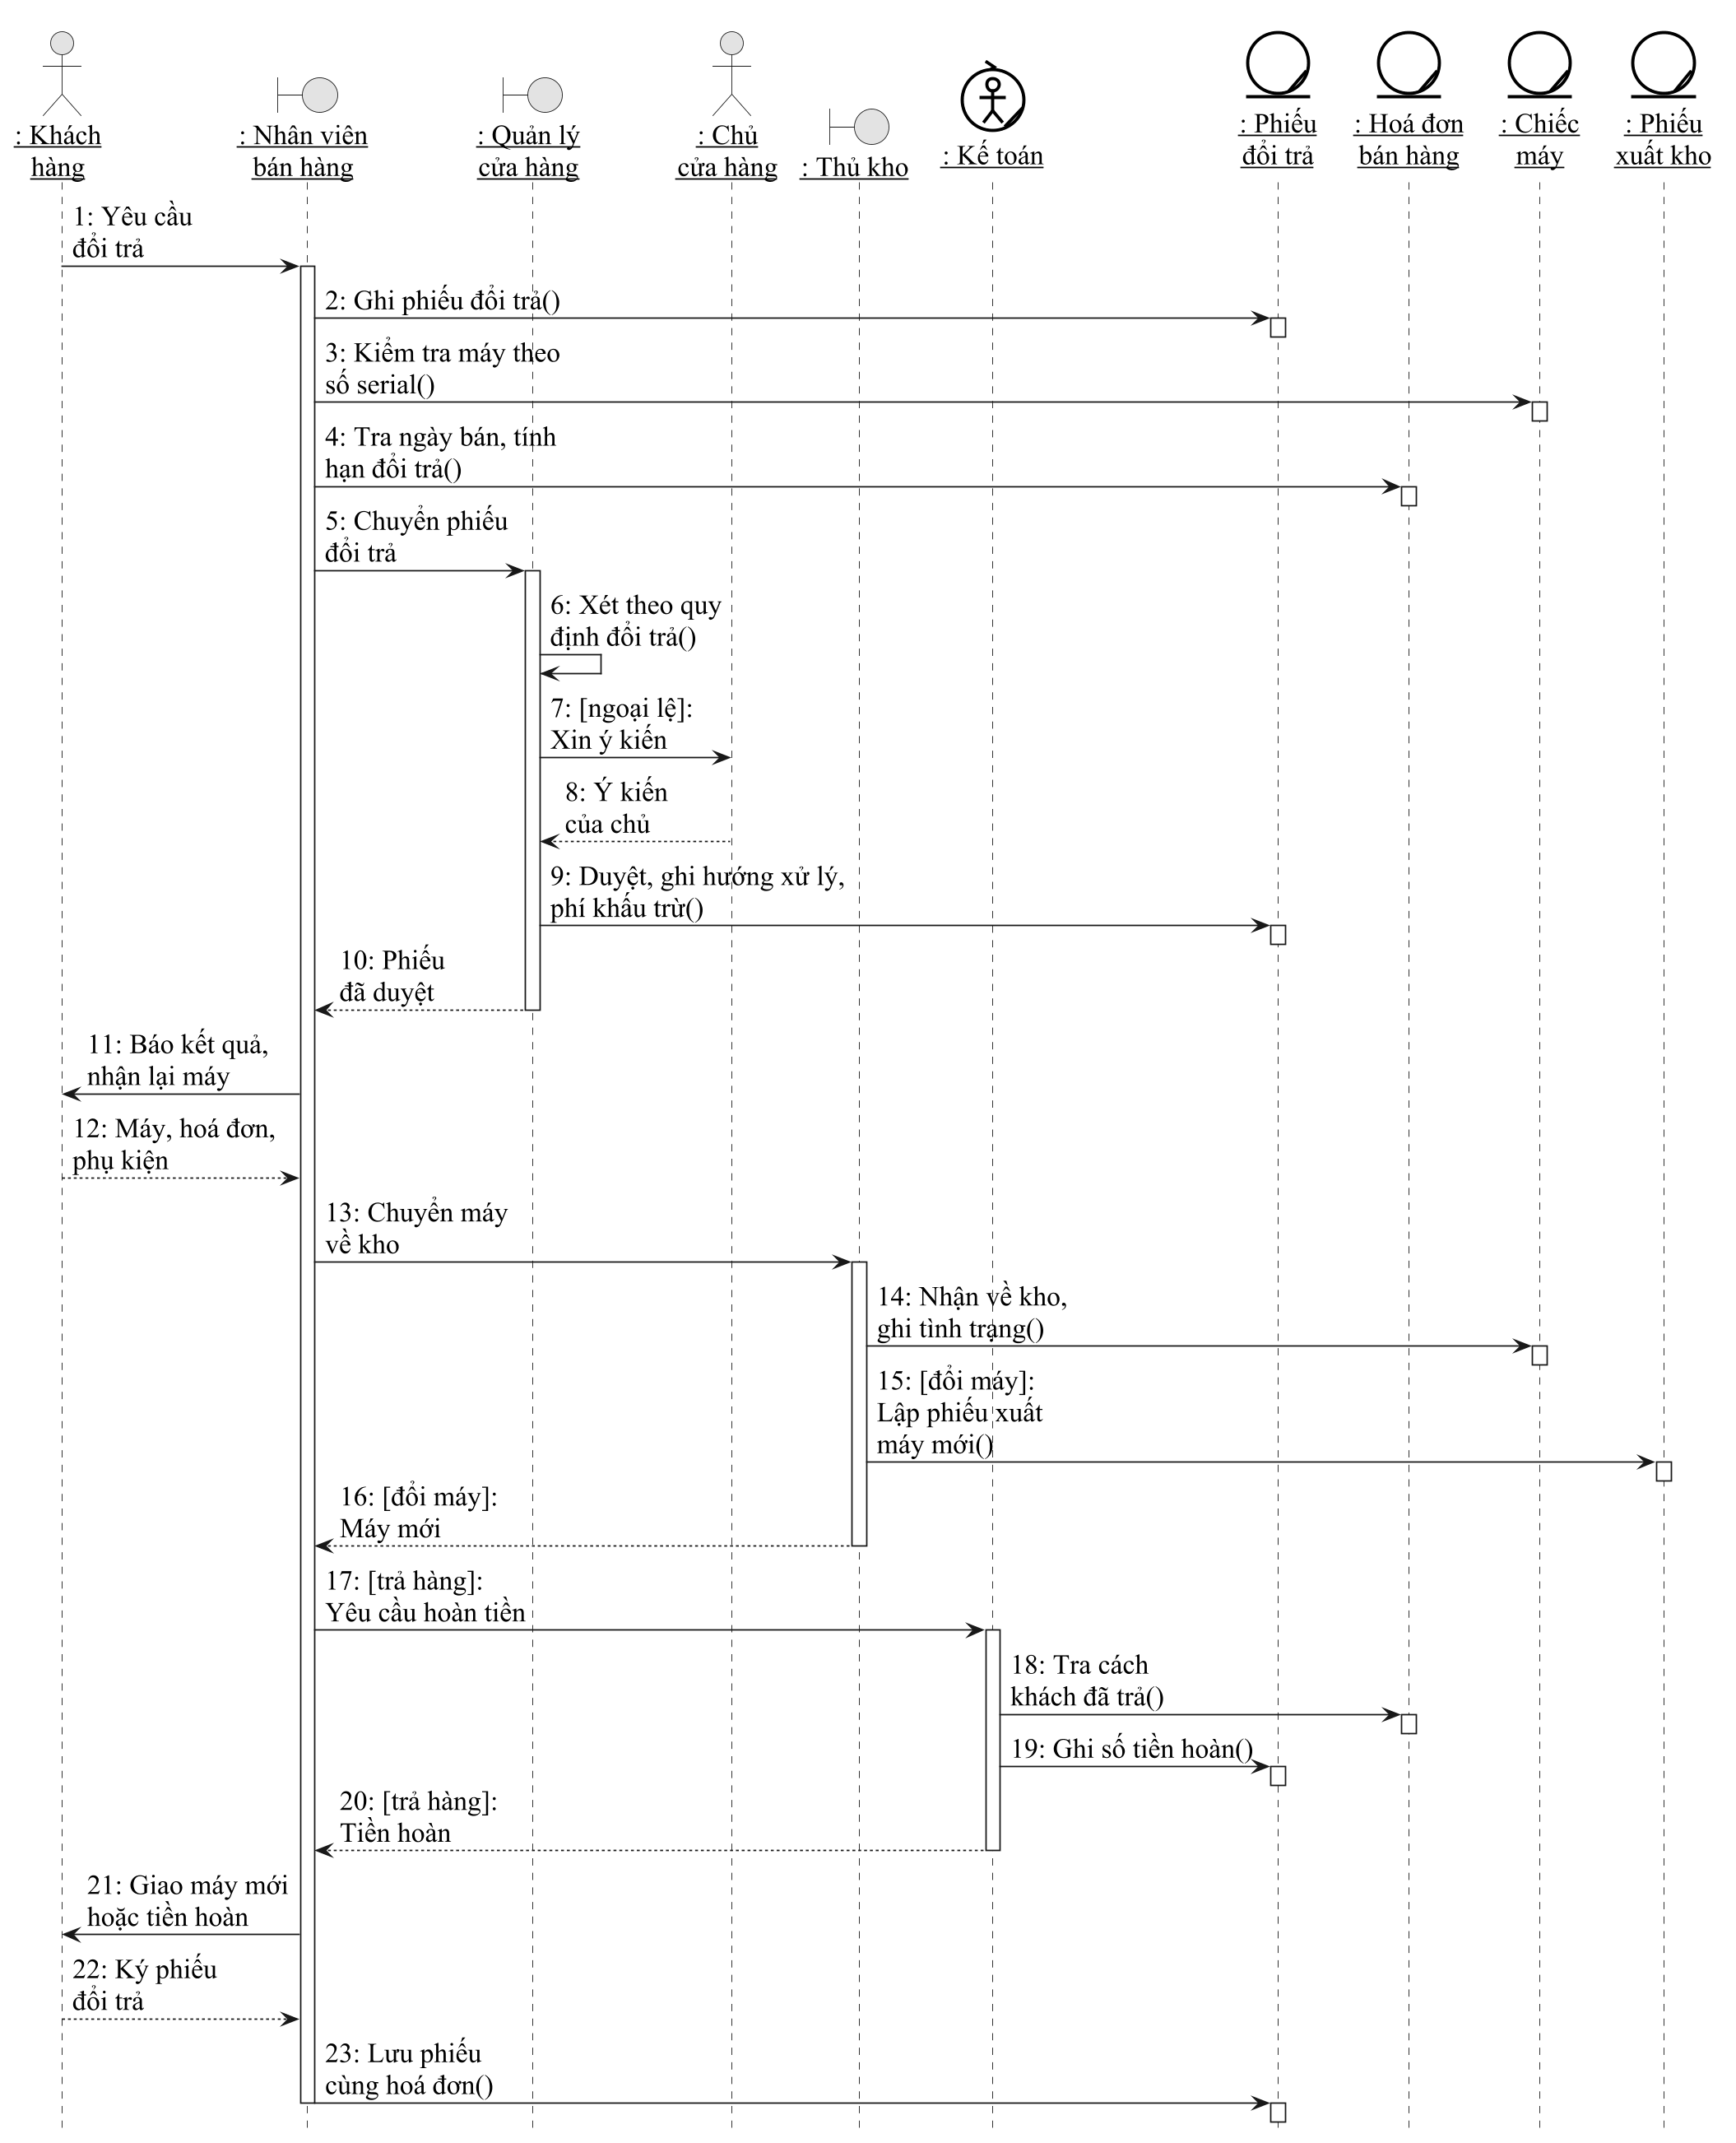 : Khách
hàng
: Nhân viên
bán hàng
: Quản lý
cửa hàng
: Chủ
cửa hàng
: Thủ kho
: Kế toán
: Phiếu
đổi trả
: Hoá đơn
bán hàng
: Chiếc
máy
: Phiếu
xuất kho
1: Yêu cầu
đổi trả
2: Ghi phiếu đổi trả()
3: Kiểm tra máy theo
số serial()
4: Tra ngày bán, tính
hạn đổi trả()
5: Chuyển phiếu
đổi trả
6: Xét theo quy
định đổi trả()
7: [ngoại lệ]:
Xin ý kiến
8: Ý kiến
của chủ
9: Duyệt, ghi hướng xử lý,
phí khấu trừ()
10: Phiếu
đã duyệt
11: Báo kết quả,
nhận lại máy
12: Máy, hoá đơn,
phụ kiện
13: Chuyển máy
về kho
14: Nhận về kho,
ghi tình trạng()
15: [đổi máy]:
Lập phiếu xuất
máy mới()
16: [đổi máy]:
Máy mới
17: [trả hàng]:
Yêu cầu hoàn tiền
18: Tra cách
khách đã trả()
19: Ghi số tiền hoàn()
20: [trả hàng]:
Tiền hoàn
21: Giao máy mới
hoặc tiền hoàn
22: Ký phiếu
đổi trả
23: Lưu phiếu
cùng hoá đơn()